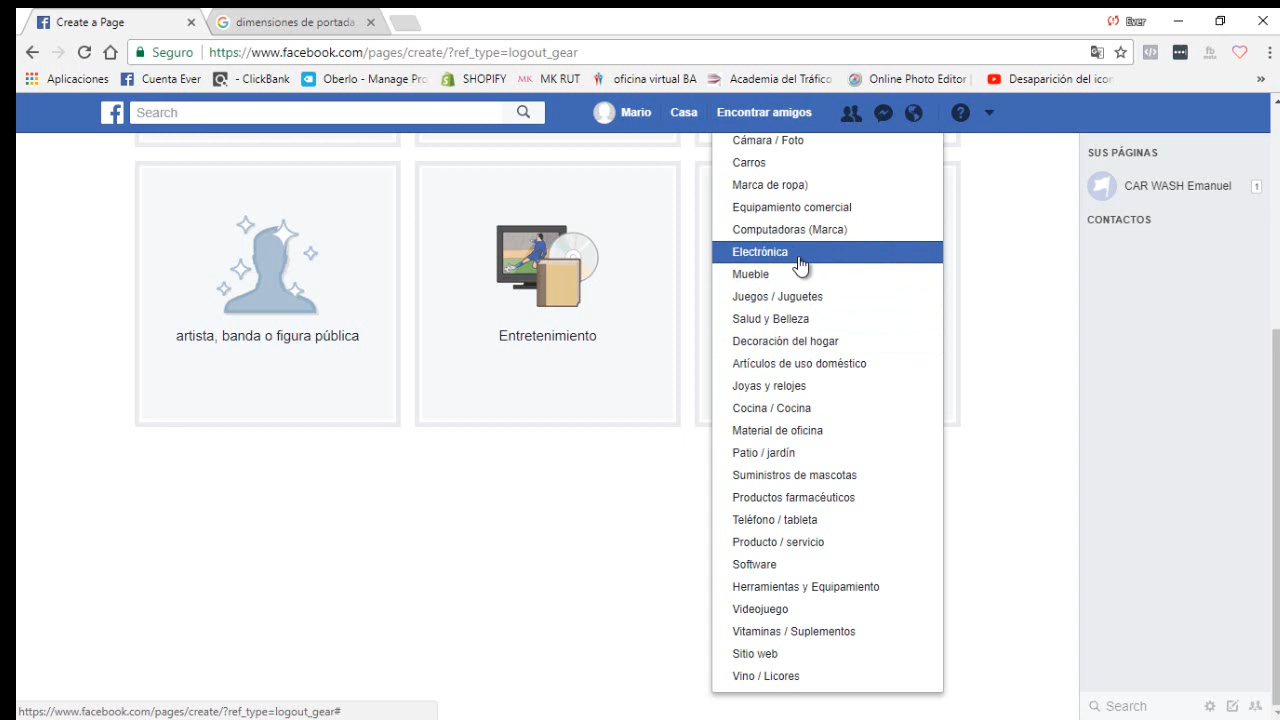 Create a Page
dimensiones de portada
Ever
Seguro https://www.facebook.com/pages/create/?ref_type=logout_gear
Aplicaciones Cuenta Ever - ClickBank Oberlo - Manage Pro SHOPIFY MK MK RUT oficina virtual BA Academia del Tráfico Online Photo Editor Desaparición del icon
Search Mario Casa Encontrar amigos
Cámara / Foto
Carros
Marca de ropa)
Equipamiento comercial
Computadoras (Marca)
Electrónica
Mueble
Juegos / Juguetes
Salud y Belleza
Decoración del hogar
Artículos de uso doméstico
Joyas y relojes
Cocina / Cocina
Material de oficina
Patio / jardín
Suministros de mascotas
Productos farmacéuticos
Teléfono / tableta
Producto / servicio
Software
Herramientas y Equipamiento
Videojuego
Vitaminas / Suplementos
Sitio web
Vino / Licores
artista, banda o figura pública
Entretenimiento
SUS PÁGINAS
CAR WASH Emanuel 1
CONTACTOS
Search
https://www.facebook.com/pages/create/?ref_type=logout_gear#